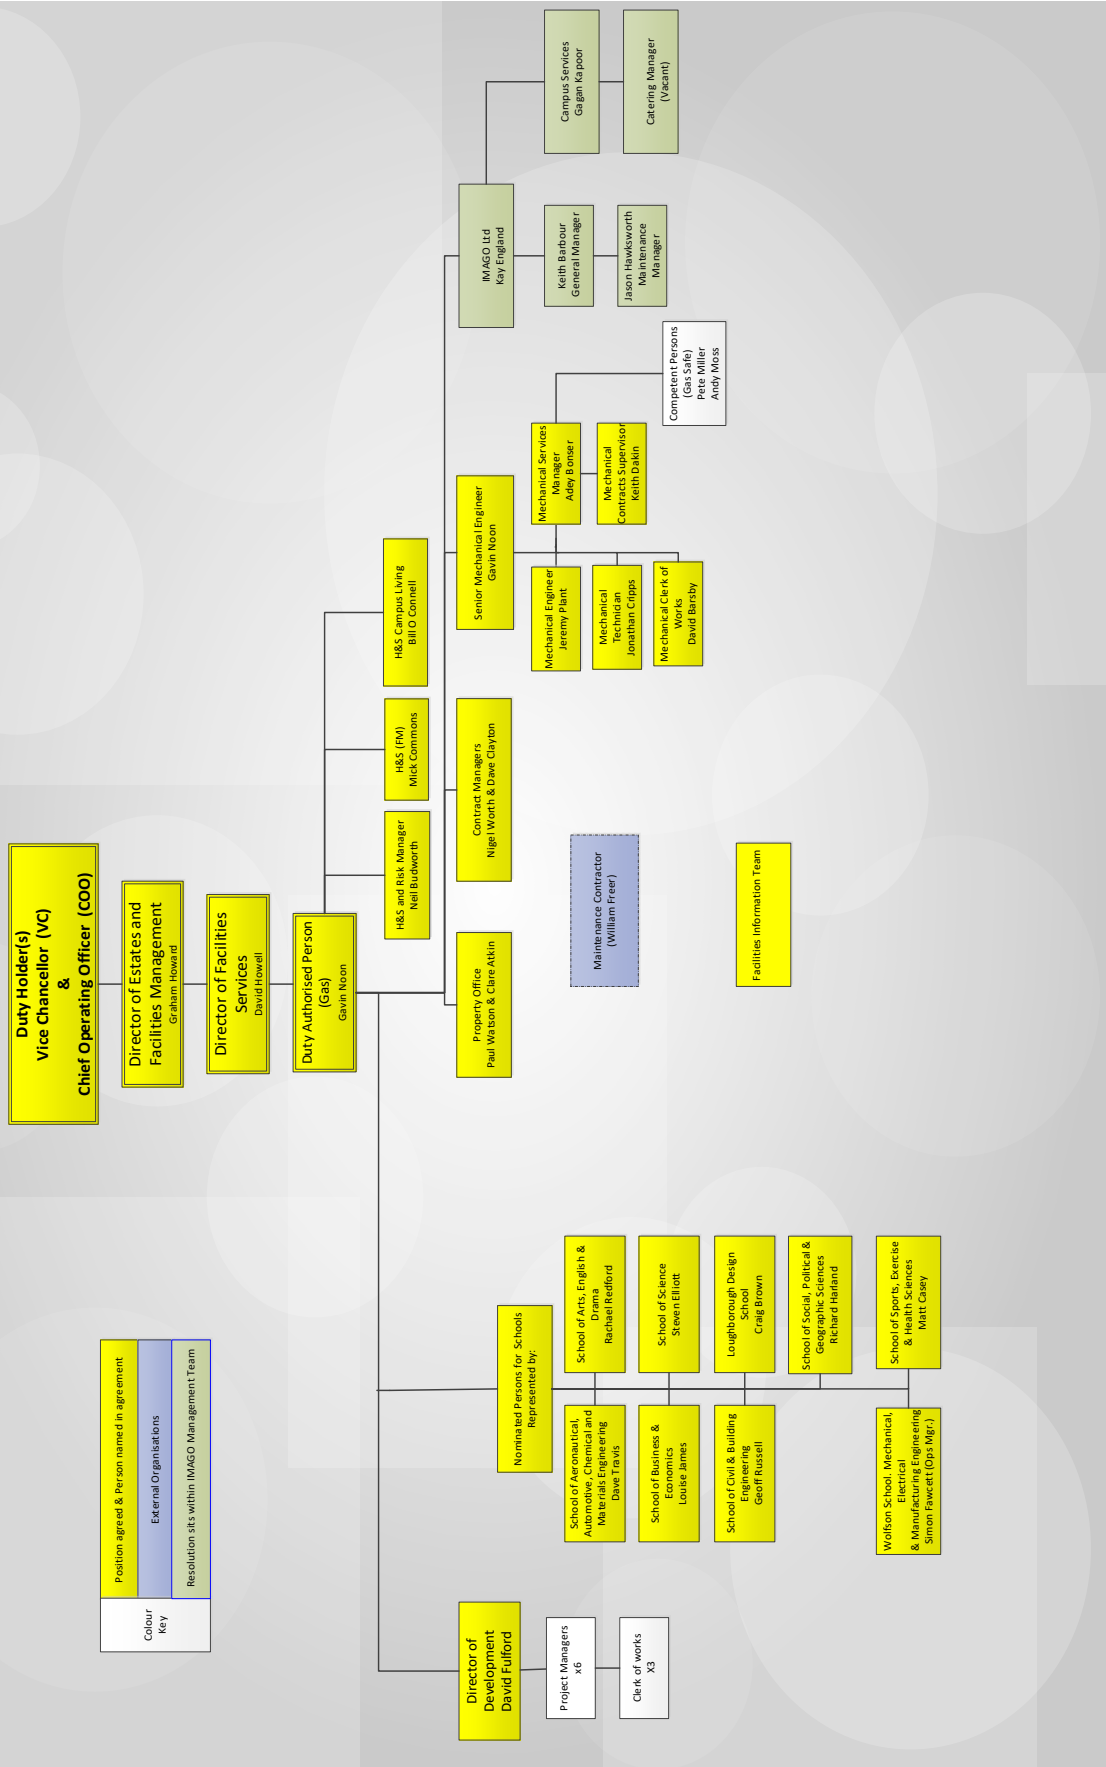 Duty Holder(s)
Vice Chancellor (VC)
&
Chief Operating Officer (COO)
Director of Estates and
Facilities Management
Graham Howard
Director of Facilities
Services
David Howell
Duty Authorised Person
(Gas)
Gavin Noon
H&S and Risk Manager
Neil Budworth
H&S (FM)
Mick Commons
H&S Campus Living
Bill O Connell
Colour
Key
Position agreed & Person named in agreement
External Organisations
Resolution sits within IMAGO Management Team
Director of
Development
David Fulford
Project Managers
x6
Clerk of works
X3
Nominated Persons for Schools
Represented by:
School of Aeronautical,
Automotive, Chemical and
Materials Engineering
Dave Travis
School of Arts, English &
Drama
Rachael Redford
School of Business &
Economics
Louise James
School of Science
Steven Elliott
School of Civil & Building
Engineering
Geoff Russell
Loughborough Design
School
Craig Brown
School of Social, Political &
Geographic Sciences
Richard Harland
Wolfson School. Mechanical,
Electrical
& Manufacturing Engineering
Simon Fawcett (Ops Mgr.)
School of Sports, Exercise
& Health Sciences
Matt Casey
Property Office
Paul Watson & Clare Atkin
Contract Managers
Nigel Worth & Dave Clayton
Maintenance Contractor
(William Freer)
Facilities Information Team
Senior Mechanical Engineer
Gavin Noon
Mechanical Engineer
Jeremy Plant
Mechanical
Technician
Jonathan Cripps
Mechanical Clerk of
Works
David Barsby
Mechanical Services
Manager
Adey Bonser
Mechanical
Contracts Supervisor
Keith Dakin
Competent Persons
(Gas Safe)
Pete Miller
Andy Moss
IMAGO Ltd
Kay England
Keith Barbour
General Manager
Jason Hawksworth
Maintenance
Manager
Campus Services
Gagan Kapoor
Catering Manager
(Vacant)